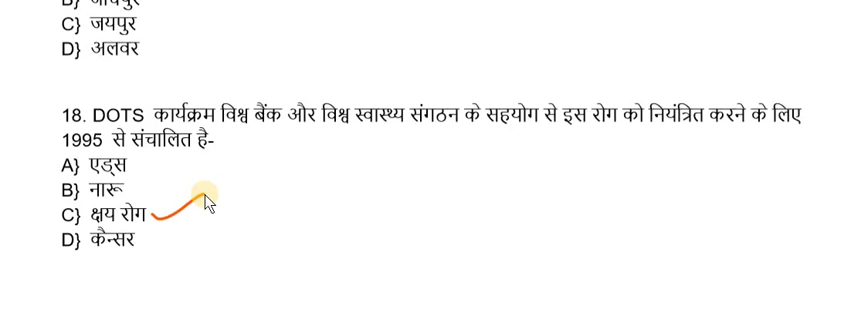 C} जयपुर
D} अलवर
18. DOTS कार्यक्रम विश्व बैंक और विश्व स्वास्थ्य संगठन के सहयोग से इस रोग को नियंत्रित करने के लिए
1995 से संचालित है-
A} एड्स
B} नारू
C} क्षय रोग
D} कैन्सर